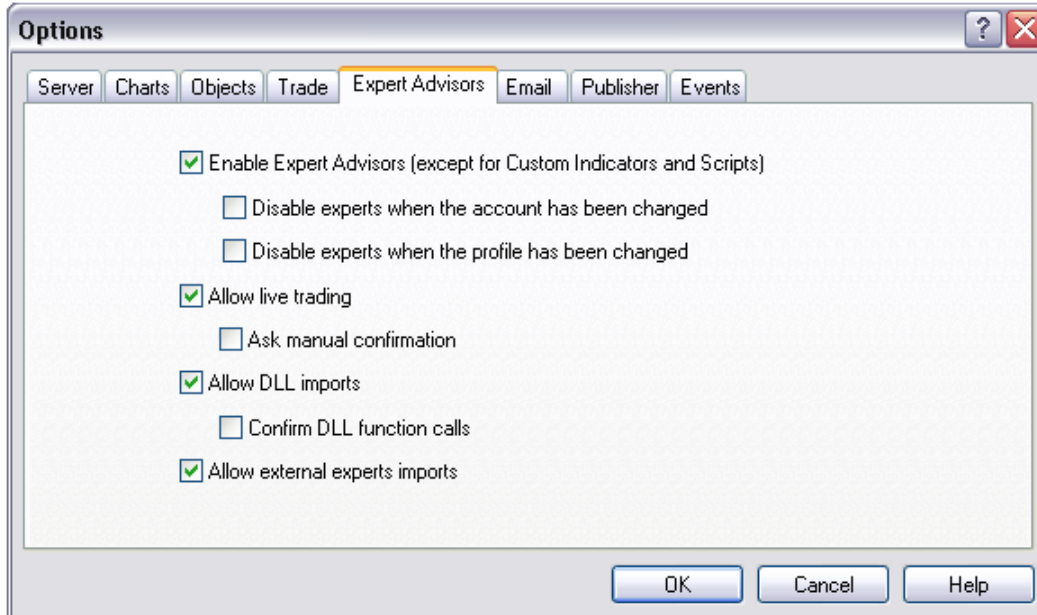 Options
?
Server Charts Objects Trade Expert Advisors Email Publisher Events
Enable Expert Advisors (except for Custom Indicators and Scripts)
Disable experts when the account has been changed
Disable experts when the profile has been changed
Allow live trading
Ask manual confirmation
Allow DLL imports
Confirm DLL function calls
Allow external experts imports
OK Cancel Help